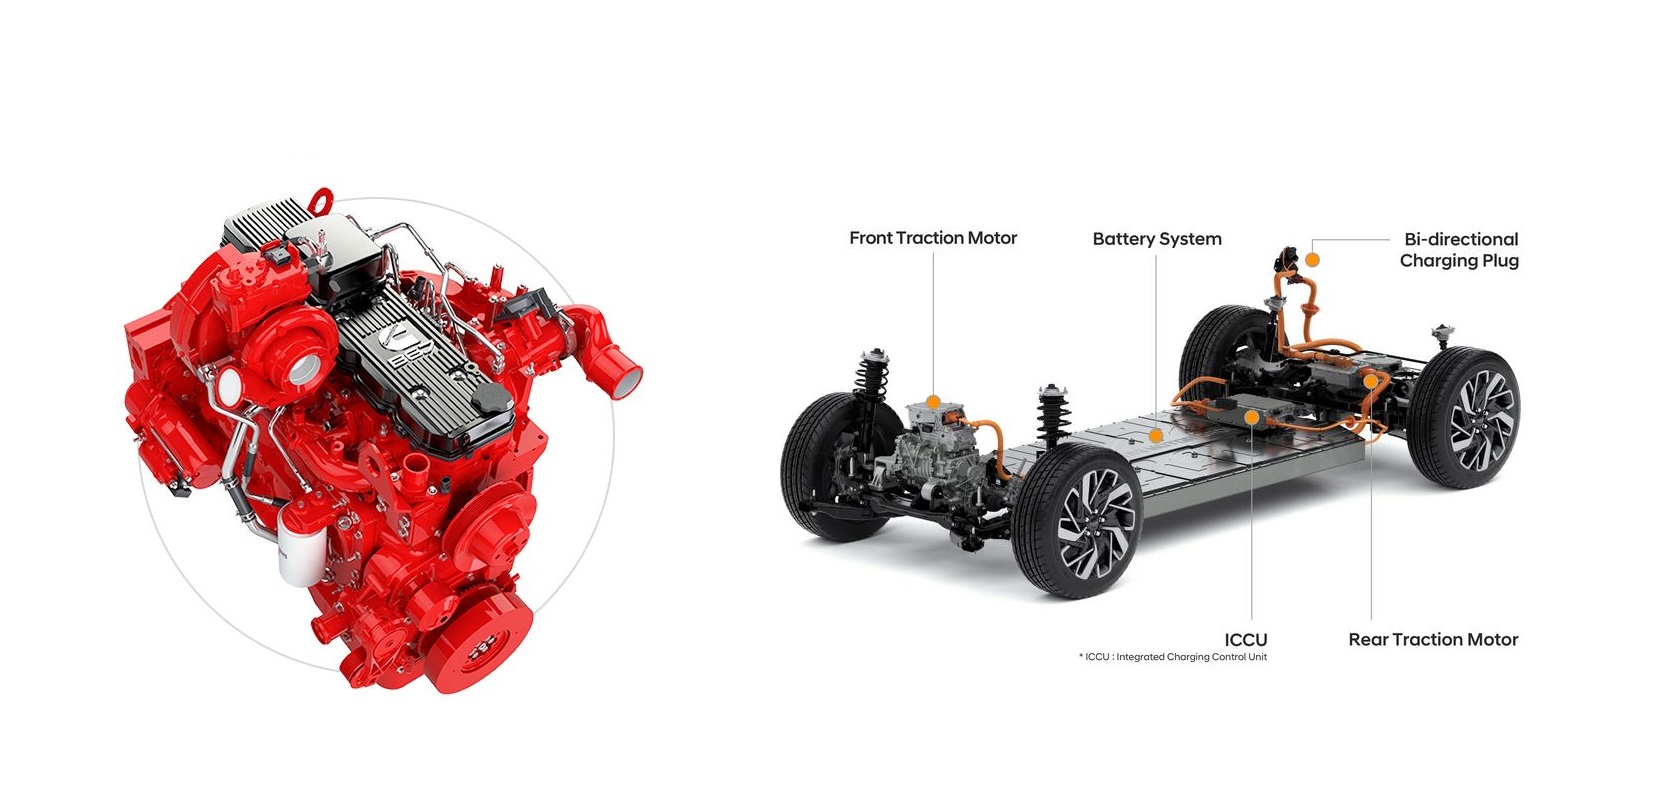 Front Traction Motor
Battery System
Bi-directional
Charging Plug
ICCU
* ICCU : Integrated Charging Control Unit
Rear Traction Motor